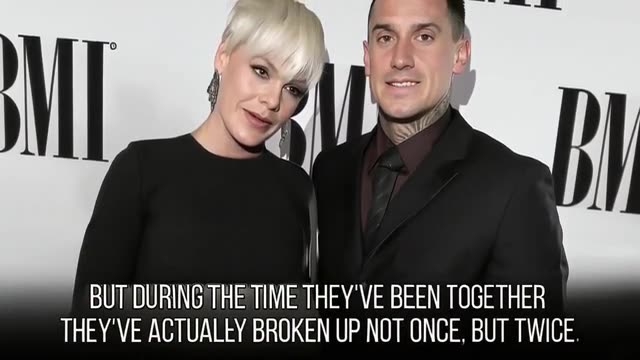 BMI®
BMI
BMI
BUT DURING THE TIME THEY'VE BEEN TOGETHER
THEY'VE ACTUALLY BROKEN UP NOT ONCE, BUT TWICE.